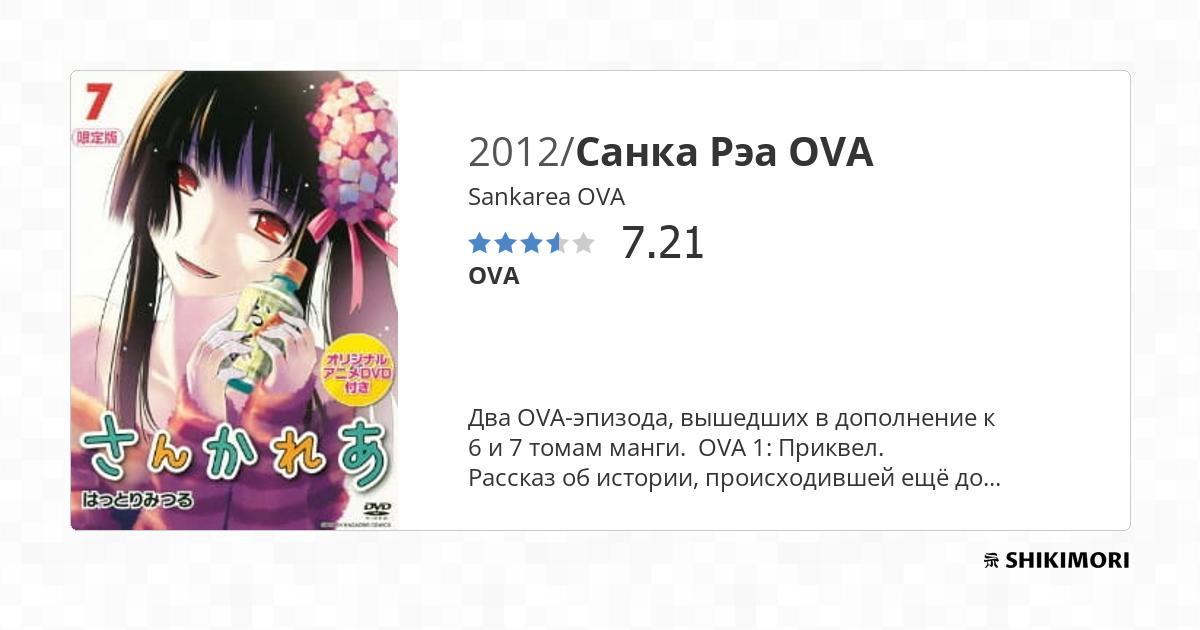 7
限定版
オリジナル
アニメDVD
付き
さんかれあ
はっとりみつる
DVD
2012/Санка Рэа OVA
Sankarea OVA
7.21
OVA
Два OVA-эпизода, вышедших в дополнение к
6 и 7 томам манги.  OVA 1: Приквел.
Рассказ об истории, происходившей ещё до...
SHIKIMORI